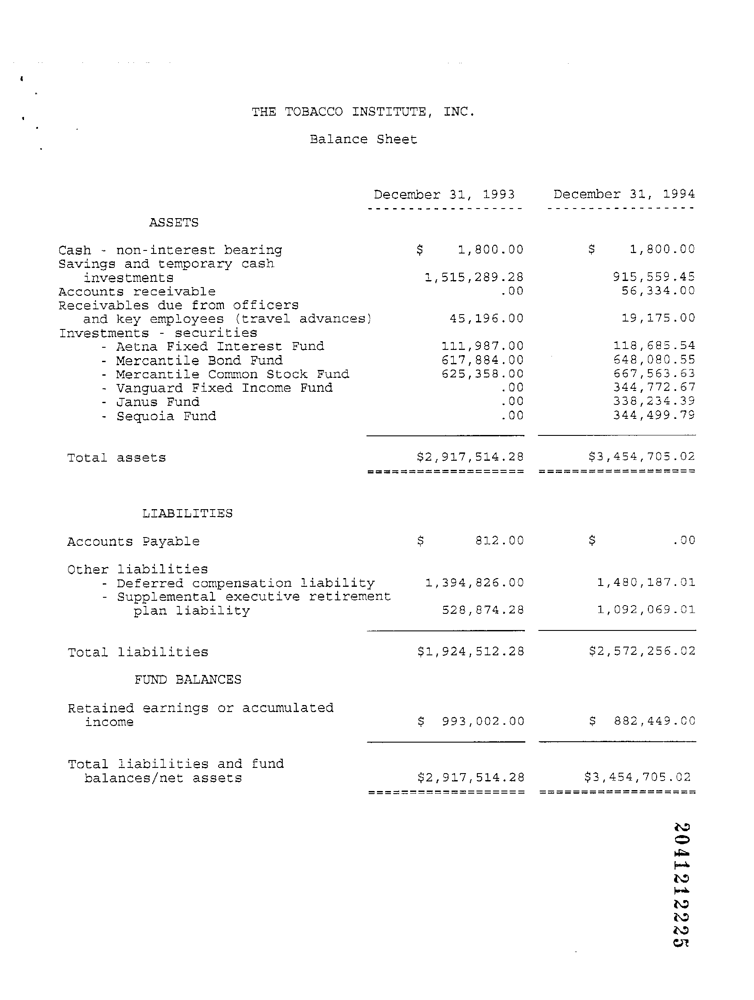 THE TOBACCO INSTITUTE, INC.
Balance Sheet
December 31, 1993 December 31, 1994
ASSETS
Cash - non-interest bearing $ 1,800.00 $ 1,800.00
Savings and temporary cash
investments 1,515,289.28 915,559.45
Accounts receivable .00 56,334.00
Receivables due from officers
and key employees (travel advances) 45,196.00 19,175.00
Investments - securities
- Aetna Fixed Interest Fund 111,987.00 118,685.54
- Mercantile Bond Fund 617,884.00 648,080.55
- Mercantile Common Stock Fund 625,358.00 667,563.63
- Vanguard Fixed Income Fund .00 344,772.67
- Janus Fund .00 338,234.39
- Sequoia Fund .00 344,499.79
Total assets $2,917,514.28 $3,454,705.02
LIABILITIES
Accounts Payable $ 812.00 $ .00
Other liabilities
- Deferred compensation liability 1,394,826.00 1,480,187.01
- Supplemental executive retirement
plan liability 528,874.28 1,092,069.01
Total liabilities $1,924,512.28 $2,572,256.02
FUND BALANCES
Retained earnings or accumulated
income $ 993,002.00 $ 882,449.00
Total liabilities and fund
balances/net assets $2,917,514.28 $3,454,705.02
2041212225